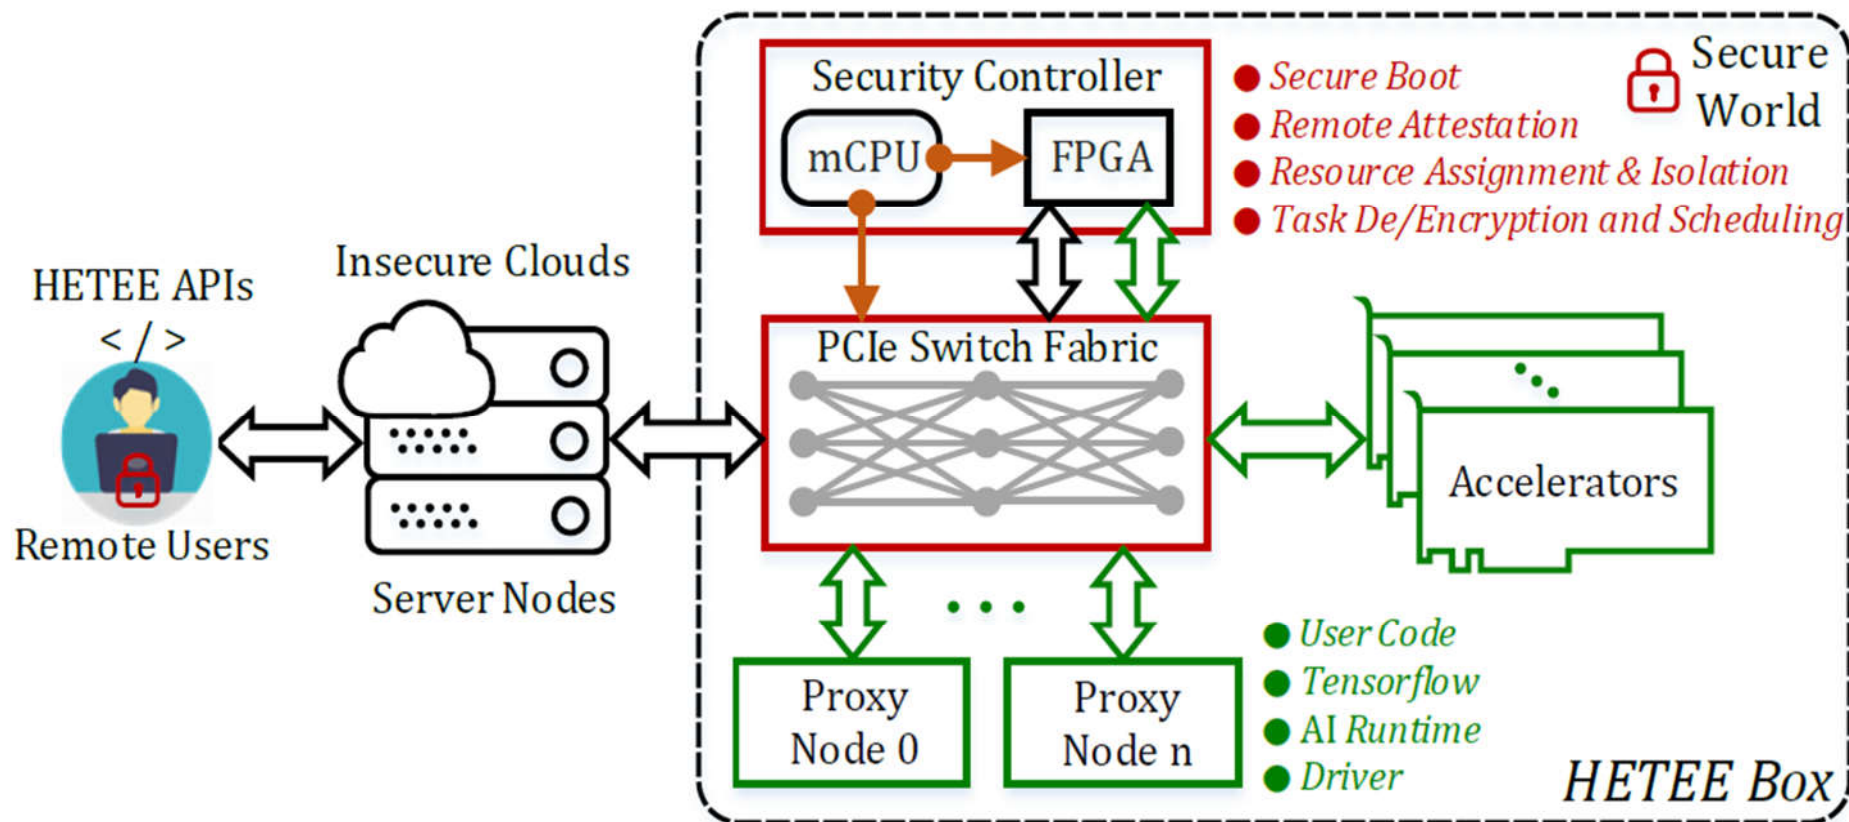 HETEE APIs
< / >
Remote Users
Insecure Clouds
Server Nodes
Security Controller
mCPU
FPGA
● Secure Boot
● Remote Attestation
● Resource Assignment & Isolation
● Task De/Encryption and Scheduling
Secure
World
PCIe Switch Fabric
Accelerators
Proxy
Node 0
Proxy
Node n
● User Code
● Tensorflow
● AI Runtime
● Driver
HETEE Box